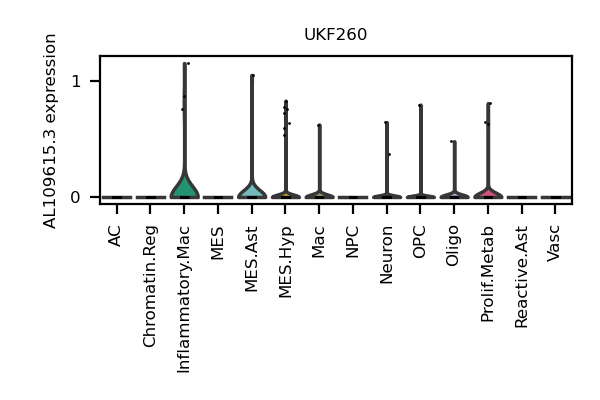 UKF260
AL109615.3 expression
1
0
AC
Chromatin.Reg
Inflammatory.Mac
MES
MES.Ast
MES.Hyp
Mac
NPC
Neuron
OPC
Oligo
Prolif.Metab
Reactive.Ast
Vasc